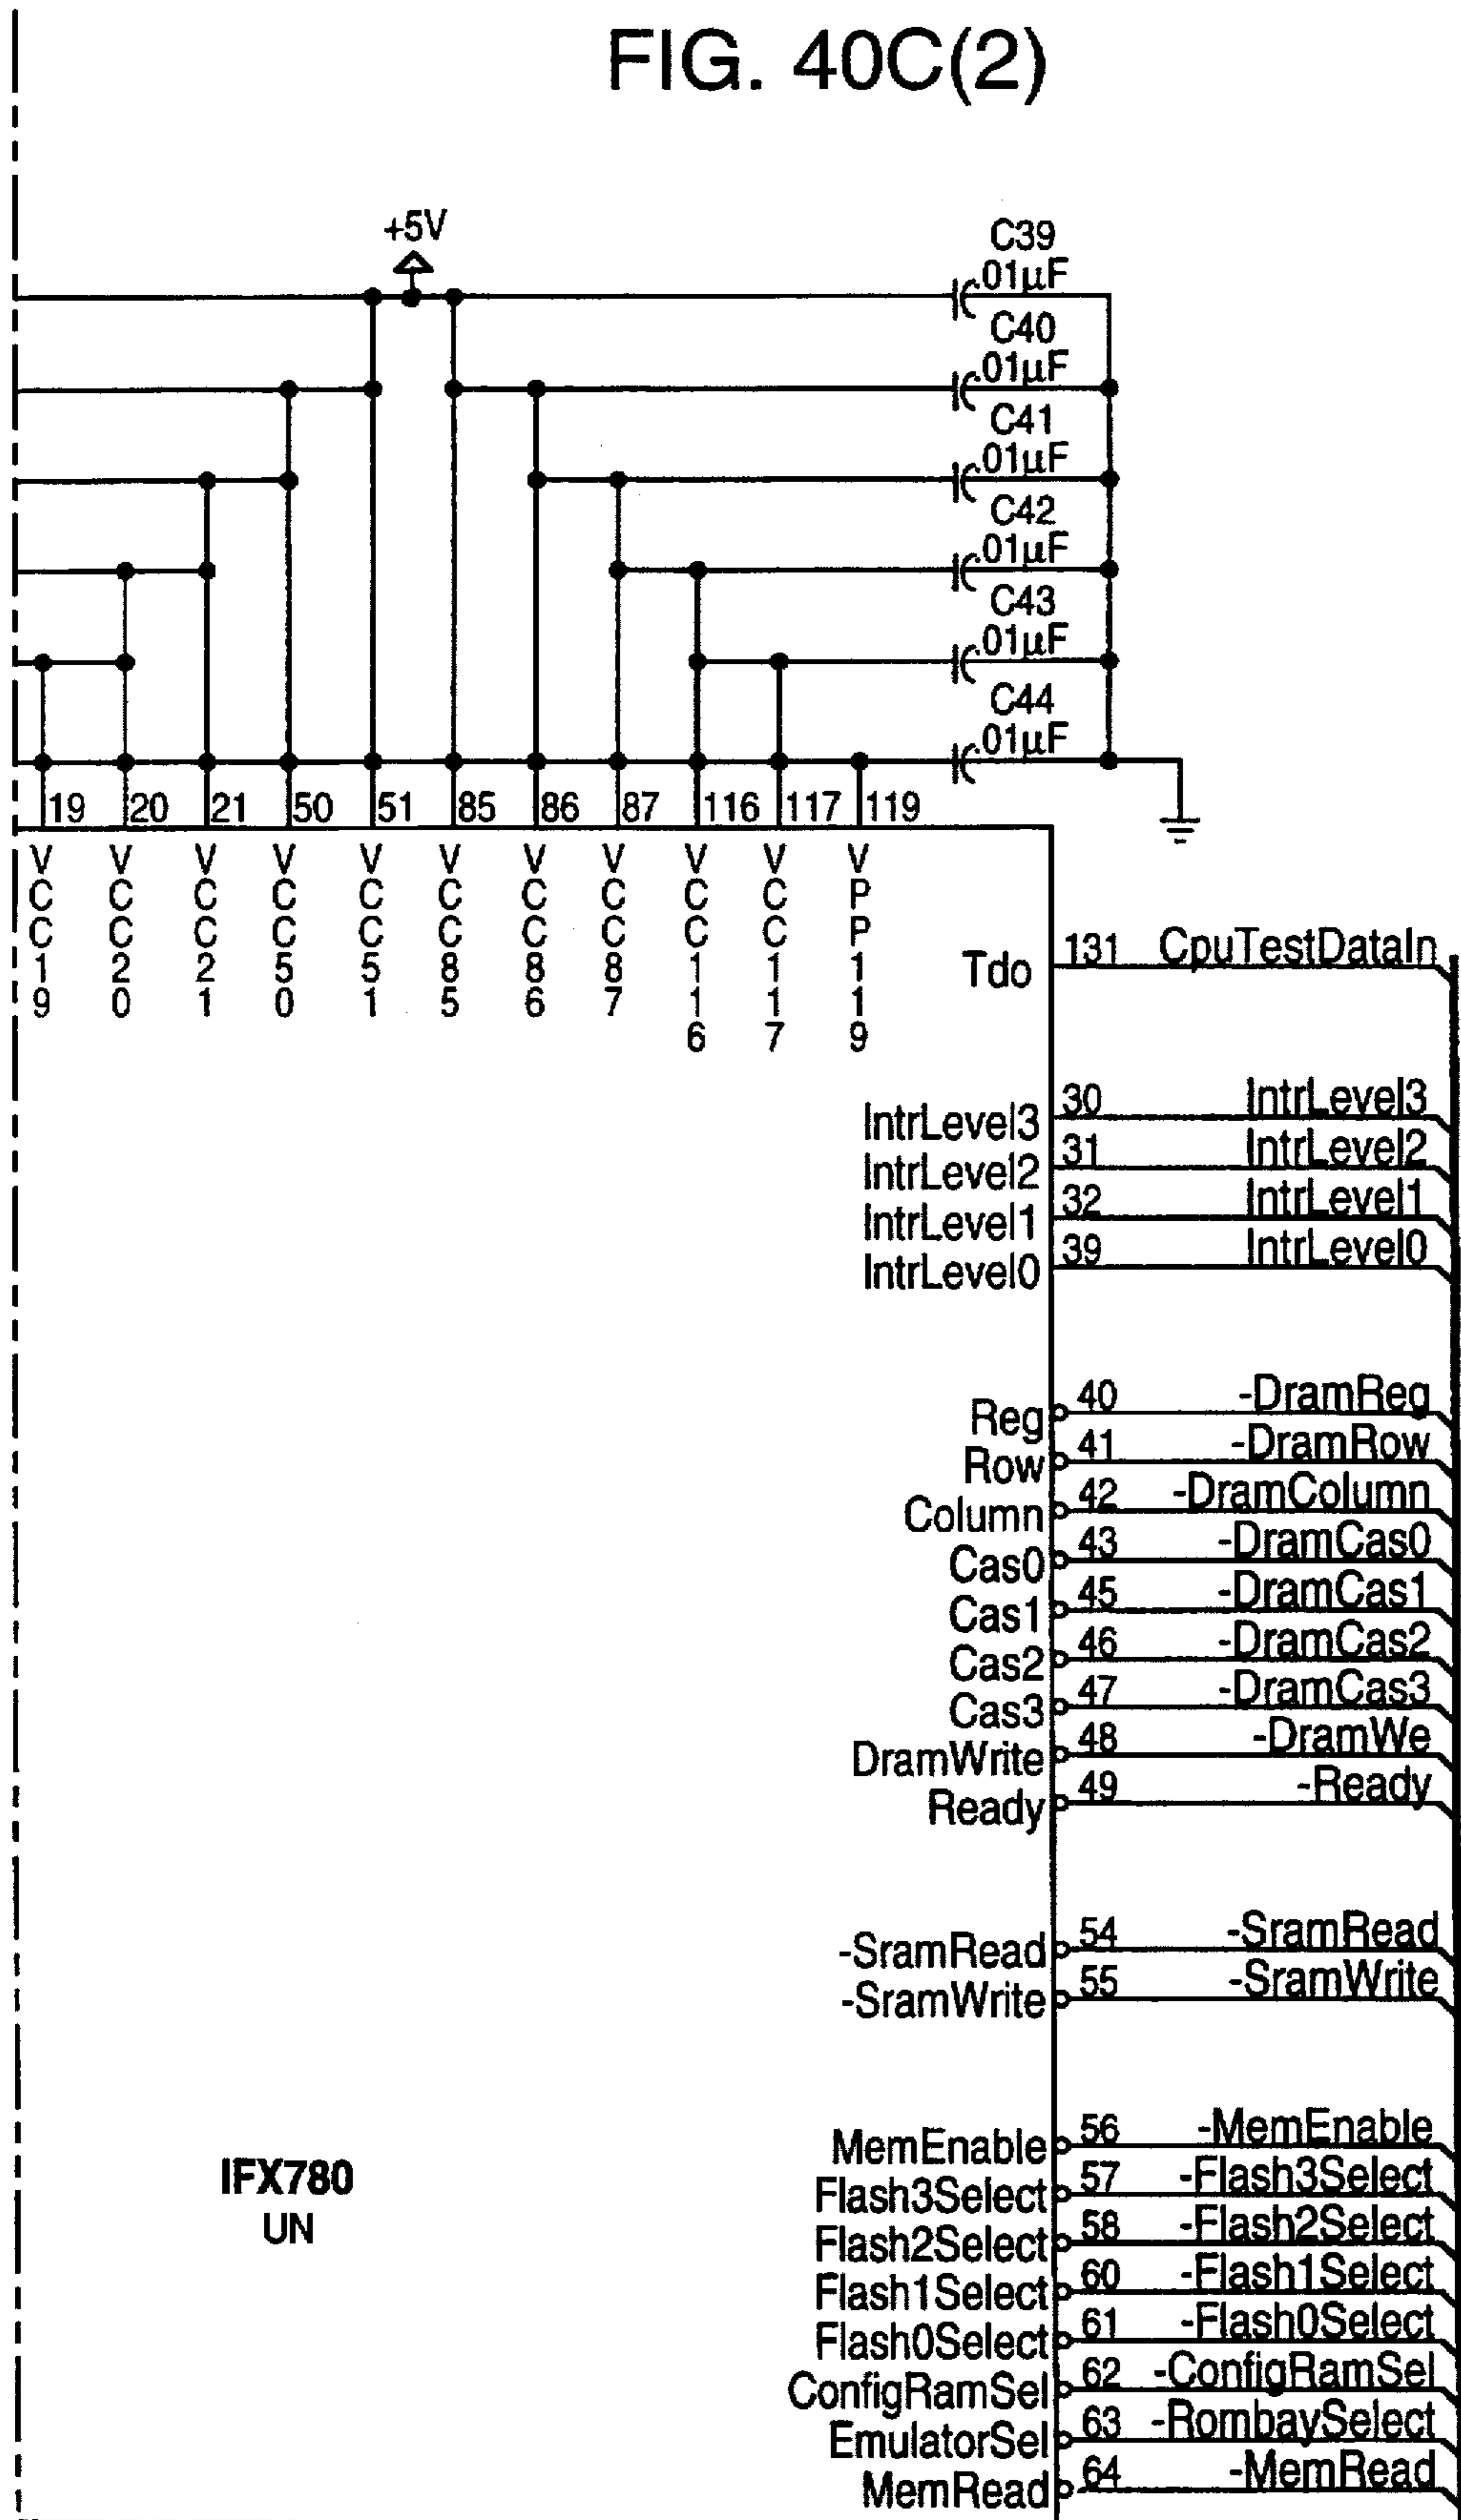 FIG. 40C(2)
+5V
C39
.01µF
C40
.01µF
C41
.01µF
C42
.01µF
C43
.01µF
C44
.01µF
19 20 21 50 51 85 86 87 116 117 119
VCC19 VCC20 VCC21 VCC50 VCC51 VCC85 VCC86 VCC87 VCC116 VCC117 VPP119
Tdo 131 CpuTestDataIn
IntrLevel3 30 IntrLevel3
IntrLevel2 31 IntrLevel2
IntrLevel1 32 IntrLevel1
IntrLevel0 39 IntrLevel0
Reg 40 -DramReg
Row 41 -DramRow
Column 42 -DramColumn
Cas0 43 -DramCas0
Cas1 45 -DramCas1
Cas2 46 -DramCas2
Cas3 47 -DramCas3
DramWrite 48 -DramWe
Ready 49 -Ready
-SramRead 54 -SramRead
-SramWrite 55 -SramWrite
MemEnable 56 -MemEnable
IFX780
UN
Flash3Select 57 -Flash3Select
Flash2Select 58 -Flash2Select
Flash1Select 60 -Flash1Select
Flash0Select 61 -Flash0Select
ConfigRamSel 62 -ConfigRamSel
EmulatorSel 63 -RombaySelect
MemRead 64 -MemRead